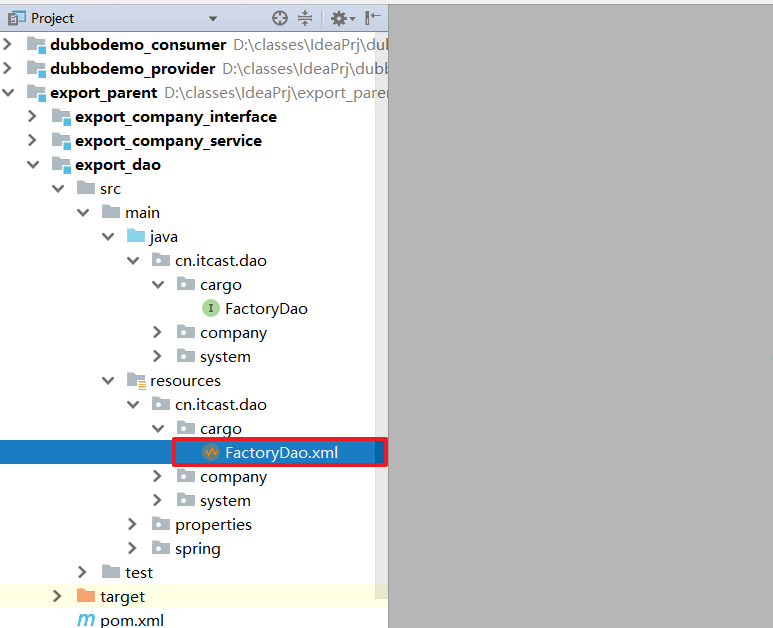 Project
dubbodemo_consumer D:\classes\IdeaPrj\dub
dubbodemo_provider D:\classes\IdeaPrj\dubb
export_parent D:\classes\IdeaPrj\export_parer
export_company_interface
export_company_service
export_dao
src
main
java
cn.itcast.dao
cargo
I FactoryDao
company
system
resources
cn.itcast.dao
cargo
FactoryDao.xml
company
system
properties
spring
test
target
m pom.xml